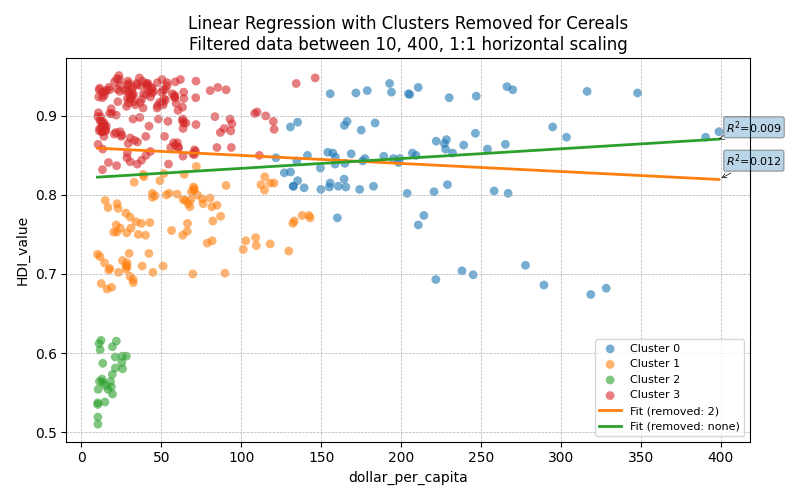 Linear Regression with Clusters Removed for Cereals
Filtered data between 10, 400, 1:1 horizontal scaling
HDI_value
0.9
0.8
0.7
0.6
0.5
R²=0.009
R²=0.012
Cluster 0
Cluster 1
Cluster 2
Cluster 3
Fit (removed: 2)
Fit (removed: none)
0 50 100 150 200 250 300 350 400
dollar_per_capita